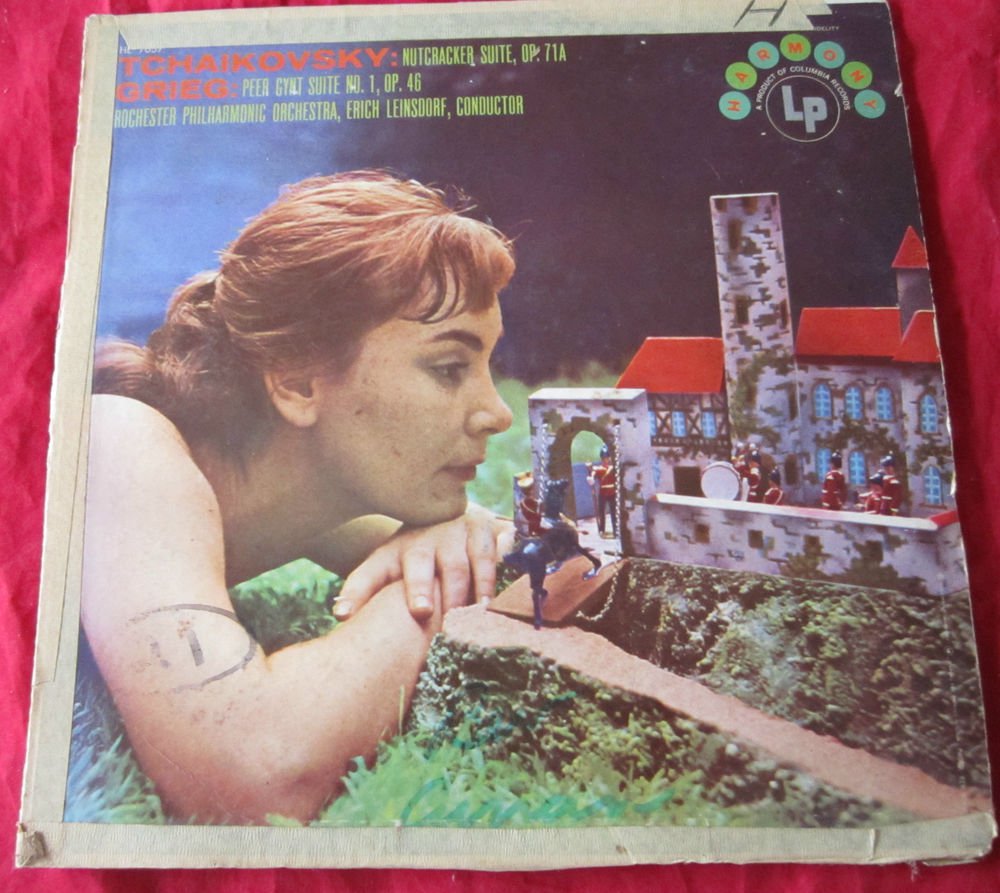 H
TCHAIKOVSKY: NUTCRACKER SUITE, OP. 71A
GRIEG: PEER GYNT SUITE NO. 1, OP. 46
ROCHESTER PHILHARMONIC ORCHESTRA, ERICH LEINSDORF, CONDUCTOR
HARMONY
A PRODUCT OF COLUMBIA RECORDS
LP